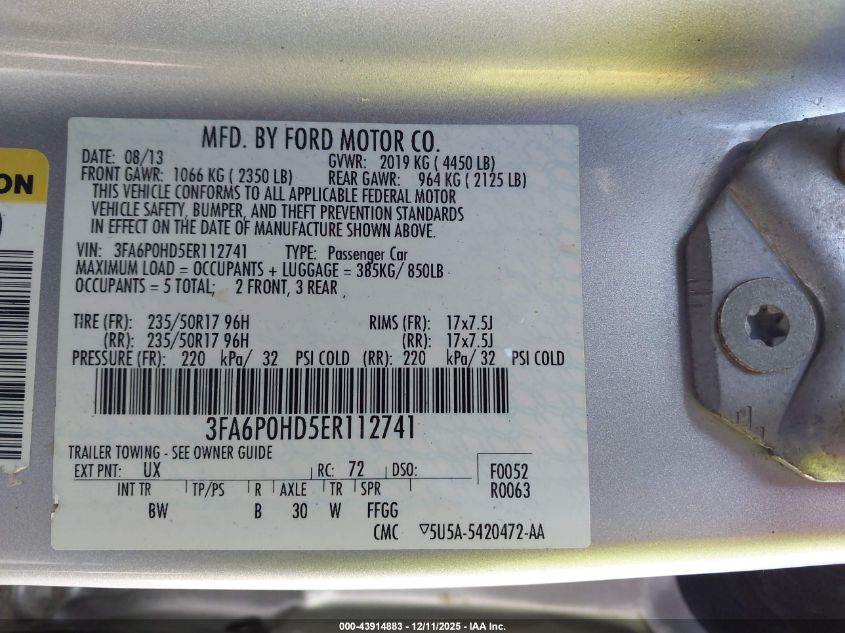 MFD. BY FORD MOTOR CO.
DATE: 08/13 GVWR: 2019 KG ( 4450 LB)
FRONT GAWR: 1066 KG ( 2350 LB) REAR GAWR: 964 KG ( 2125 LB)
THIS VEHICLE CONFORMS TO ALL APPLICABLE FEDERAL MOTOR
VEHICLE SAFETY, BUMPER, AND THEFT PREVENTION STANDARDS
IN EFFECT ON THE DATE OF MANUFACTURE SHOWN ABOVE.
VIN: 3FA6P0HD5ER112741 TYPE: Passenger Car
MAXIMUM LOAD = OCCUPANTS + LUGGAGE = 385KG/ 850LB
OCCUPANTS = 5 TOTAL; 2 FRONT, 3 REAR
TIRE (FR): 235/50R17 96H RIMS (FR): 17x7.5J
(RR): 235/50R17 96H (RR): 17x7.5J
PRESSURE (FR): 220 kPa/ 32 PSI COLD (RR): 220 kPa/ 32 PSI COLD
3FA6P0HD5ER112741
TRAILER TOWING - SEE OWNER GUIDE
EXT PNT: UX RC: 72 DSO: F0052
R0063
INT TR TP/PS R AXLE TR SPR
BW B 30 W FFGG
CMC ▽5U5A-5420472-AA
ON
000-43914883 - 12/11/2025 - IAA Inc.